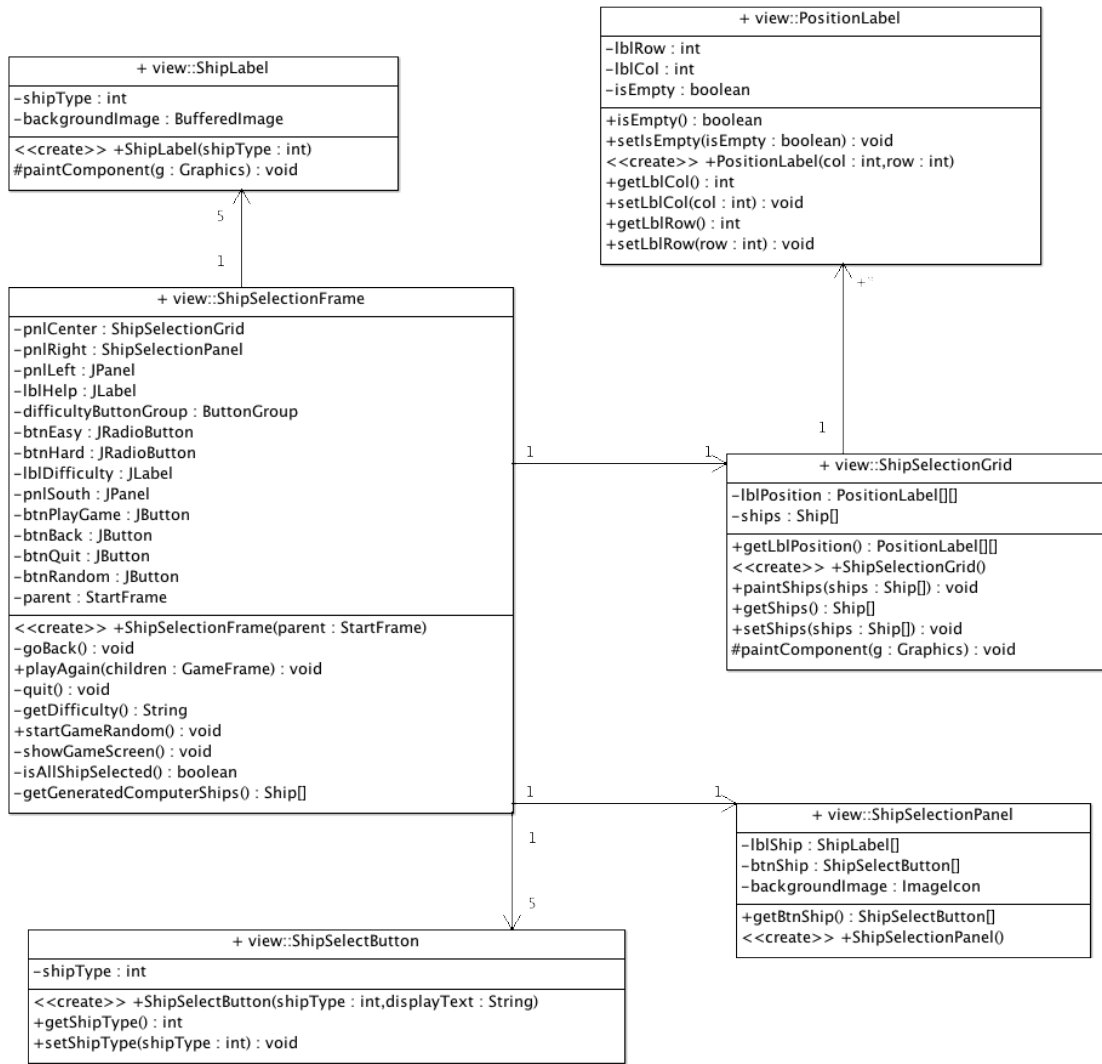 + view::PositionLabel
-lblRow : int
-lblCol : int
-isEmpty : boolean
+isEmpty() : boolean
+setIsEmpty(isEmpty : boolean) : void
<<create>> +PositionLabel(col : int,row : int)
+getLblCol() : int
+setLblCol(col : int) : void
+getLblRow() : int
+setLblRow(row : int) : void
+ view::ShipLabel
-shipType : int
-backgroundImage : BufferedImage
<<create>> +ShipLabel(shipType : int)
#paintComponent(g : Graphics) : void
5
1
+ view::ShipSelectionFrame
-pnlCenter : ShipSelectionGrid
-pnlRight : ShipSelectionPanel
-pnlLeft : JPanel
-lblHelp : JLabel
-difficultyButtonGroup : ButtonGroup
-btnEasy : JRadioButton
-btnHard : JRadioButton
-lblDifficulty : JLabel
-pnlSouth : JPanel
-btnPlayGame : JButton
-btnBack : JButton
-btnQuit : JButton
-btnRandom : JButton
-parent : StartFrame
<<create>> +ShipSelectionFrame(parent : StartFrame)
-goBack() : void
+playAgain(children : GameFrame) : void
-quit() : void
-getDifficulty() : String
+startGameRandom() : void
-showGameScreen() : void
-isAllShipSelected() : boolean
-getGeneratedComputerShips() : Ship[]
1
1
1
+ view::ShipSelectionGrid
-lblPosition : PositionLabel[][]
-ships : Ship[]
+getLblPosition() : PositionLabel[][]
<<create>> +ShipSelectionGrid()
+paintShips(ships : Ship[]) : void
+getShips() : Ship[]
+setShips(ships : Ship[]) : void
#paintComponent(g : Graphics) : void
1
1
+ view::ShipSelectionPanel
-lblShip : ShipLabel[]
-btnShip : ShipSelectButton[]
-backgroundImage : ImageIcon
+getBtnShip() : ShipSelectButton[]
<<create>> +ShipSelectionPanel()
1
5
+ view::ShipSelectButton
-shipType : int
<<create>> +ShipSelectButton(shipType : int,displayText : String)
+getShipType() : int
+setShipType(shipType : int) : void